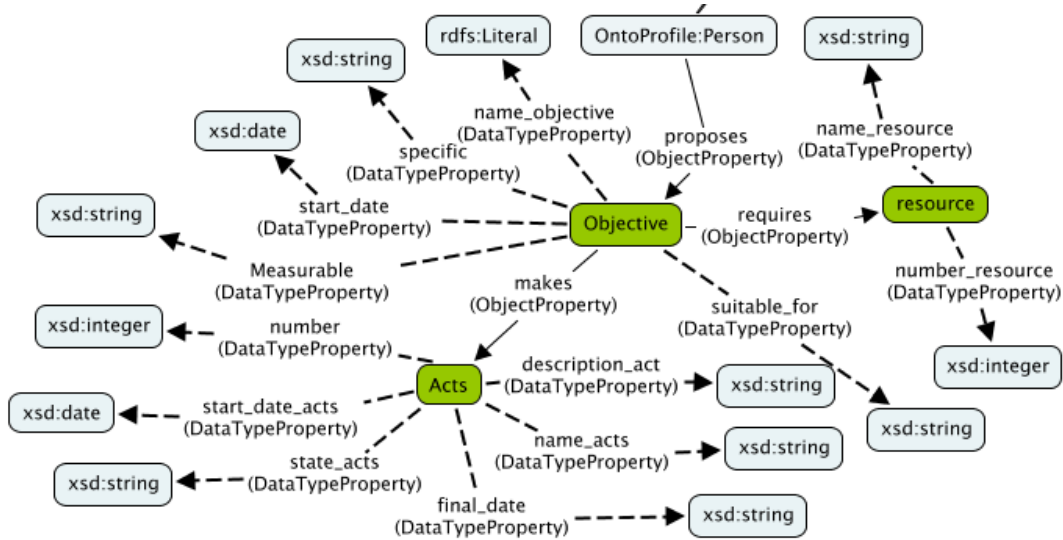 rdfs:Literal
OntoProfile:Person
xsd:string
xsd:string
name_objective
(DataTypeProperty)
xsd:date
specific
(DataTypeProperty)
proposes
(ObjectProperty)
name_resource
(DataTypeProperty)
xsd:string
start_date
(DataTypeProperty)
Objective
requires
(ObjectProperty)
resource
Measurable
(DataTypeProperty)
makes
(ObjectProperty)
number_resource
(DataTypeProperty)
suitable_for
(DataTypeProperty)
xsd:integer
number
(DataTypeProperty)
xsd:integer
Acts
description_act
(DataTypeProperty)
xsd:string
xsd:date
start_date_acts
(DataTypeProperty)
xsd:string
name_acts
(DataTypeProperty)
xsd:string
xsd:string
state_acts
(DataTypeProperty)
final_date
(DataTypeProperty)
xsd:string